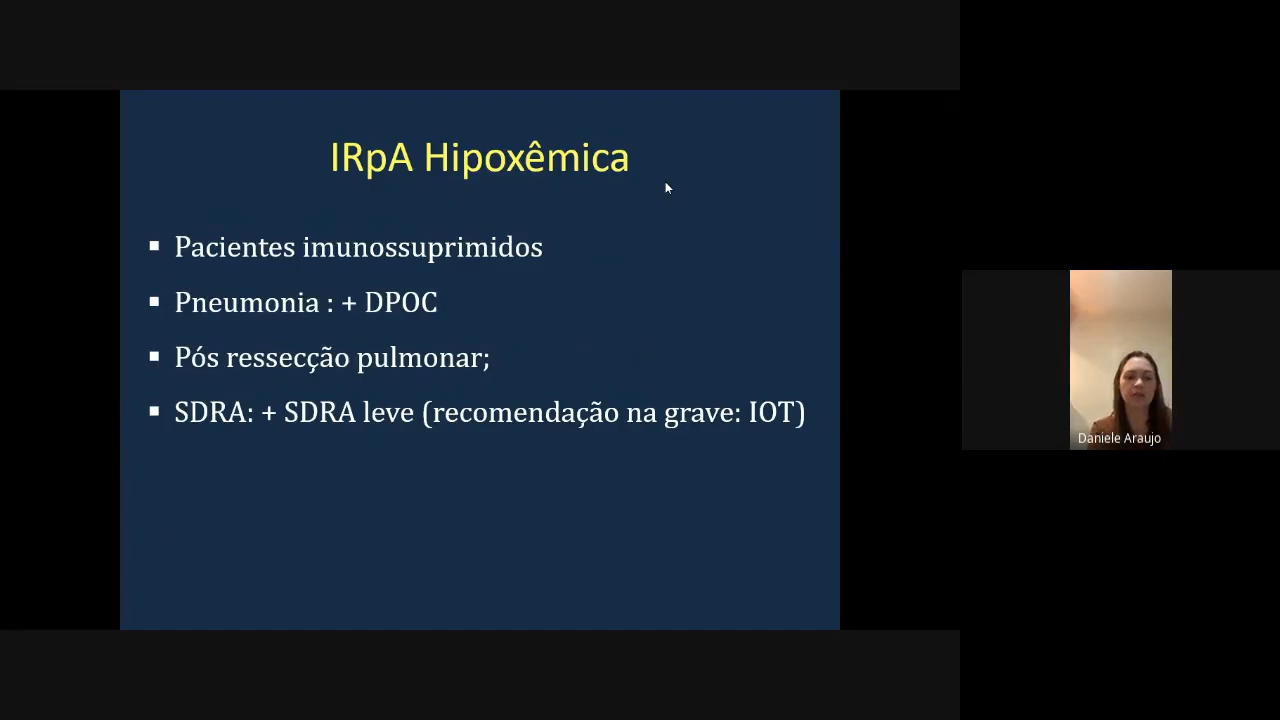 IRpA Hipoxêmica
▪ Pacientes imunossuprimidos
▪ Pneumonia : + DPOC
▪ Pós ressecção pulmonar;
▪ SDRA: + SDRA leve (recomendação na grave: IOT)
Daniele Araujo